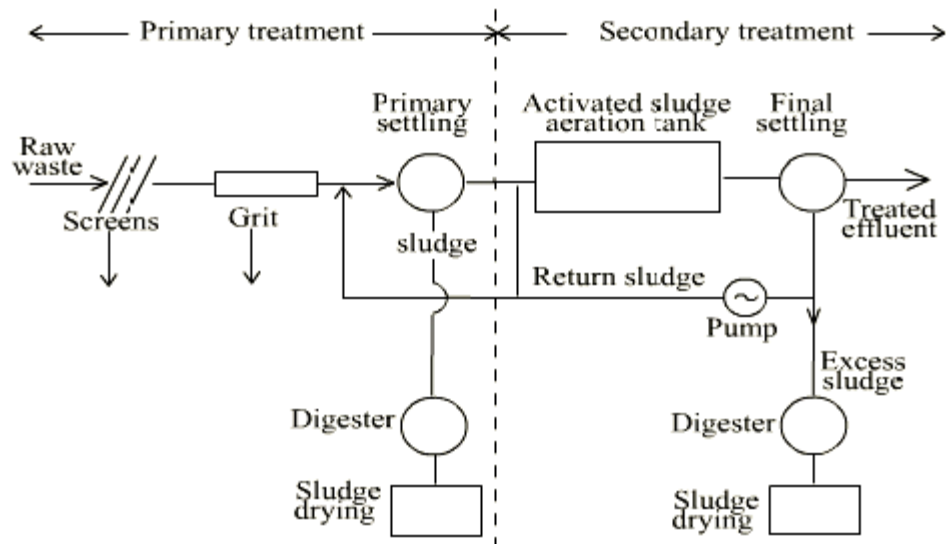 Primary treatment
Secondary treatment
Primary
settling
Activated sludge
aeration tank
Final
settling
Raw
waste
Screens
Grit
sludge
Treated
effluent
Return sludge
Pump
Excess
sludge
Digester
Digester
Sludge
drying
Sludge
drying